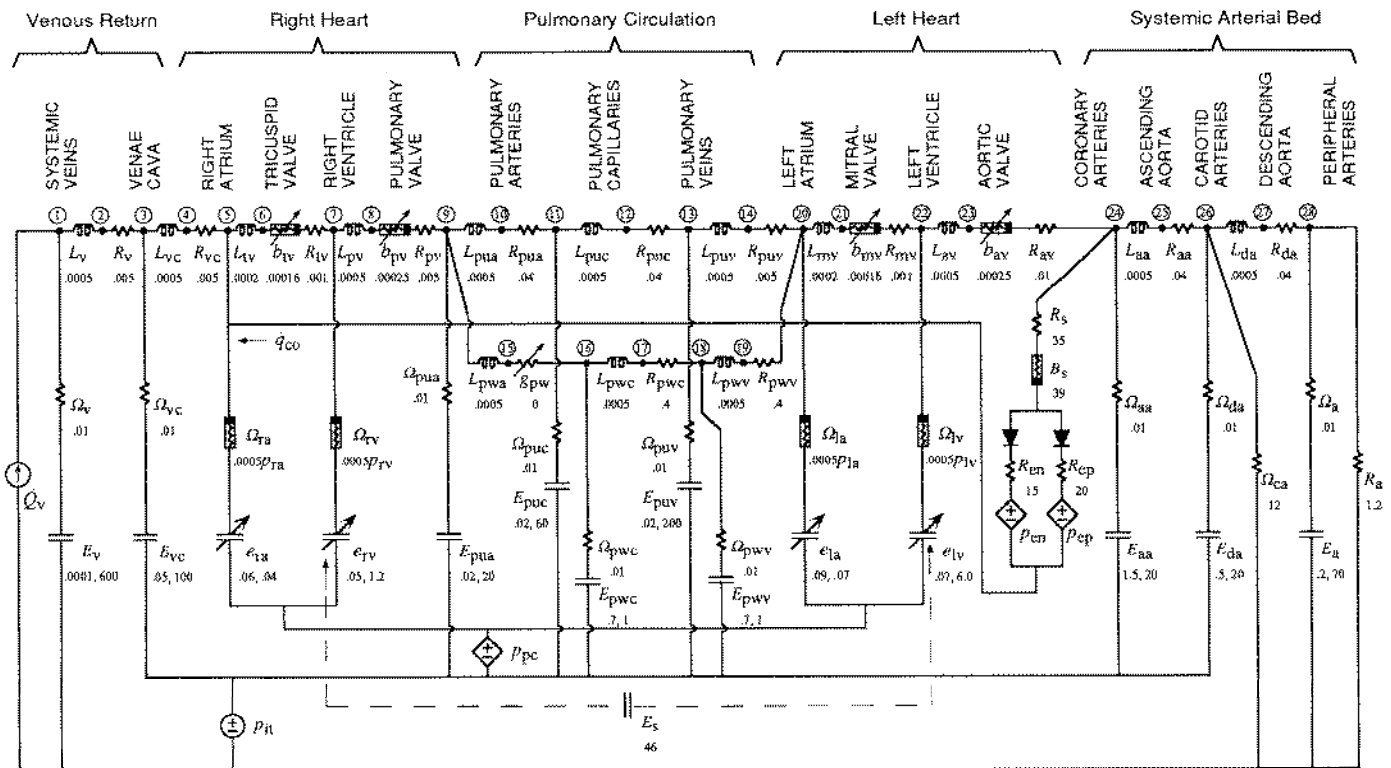 Venous Return
Right Heart
Pulmonary Circulation
Left Heart
Systemic Arterial Bed
SYSTEMIC VEINS
VENAE CAVA
RIGHT ATRIUM
TRICUSPID VALVE
RIGHT VENTRICLE
PULMONARY VALVE
PULMONARY ARTERIES
PULMONARY CAPILLARIES
PULMONARY VEINS
LEFT ATRIUM
MITRAL VALVE
LEFT VENTRICLE
AORTIC VALVE
CORONARY ARTERIES
ASCENDING AORTA
CAROTID ARTERIES
DESCENDING AORTA
PERIPHERAL ARTERIES
1 2 3 4 5 6 7 8 9 10 11 12 13 14 20 21 22 23 24 25 26 27 28
Lv Rv Lvc Rvc Ltv btv Rtv Lpv bpv Rpv Lpua Rpua Lpuc Rpuc Lpuv Rpuv Lmv bmv Rmv Lav bav Rav Laa Raa Lda Rda
.0005 .005 .0005 .005 .0002 .00016 .001 .0005 .00025 .005 .0005 .04 .0005 .04 .0005 .005 .0002 .00016 .001 .0005 .00025 .01 .0005 .04 .0005 .04
q̇co
15 16 17 18 19
Lpwa gpw Lpwc Rpwc Lpwv Rpwv
.0005 0 .0005 .4 .0005 .4
Rs
35
Bs
39
Ωv
.01
Ωvc
.01
Ωra
.0005pra
Ωrv
.0005prv
Ωpua
.01
Ωpuc
.01
Ωpuv
.01
Ωla
.0005pla
Ωlv
.0005plv
Ren
15
Rep
20
Ωaa
.01
Ωda
.01
Ωca
12
Ωa
.01
Ra
1.2
Q̇v
Epuc
.02, 60
Epuv
.02, 200
pen
pep
Ev
.0001, 600
Evc
.05, 100
era
.06, .04
erv
.05, 1.2
Epua
.02, 20
Ωpwc
.01
Epwc
.7, 1
Ωpwv
.01
Epwv
.7, 1
ela
.09, .07
elv
.07, 6.0
Eaa
1.5, 20
Eda
.5, 20
Ea
.2, 70
ppc
pit
Es
46